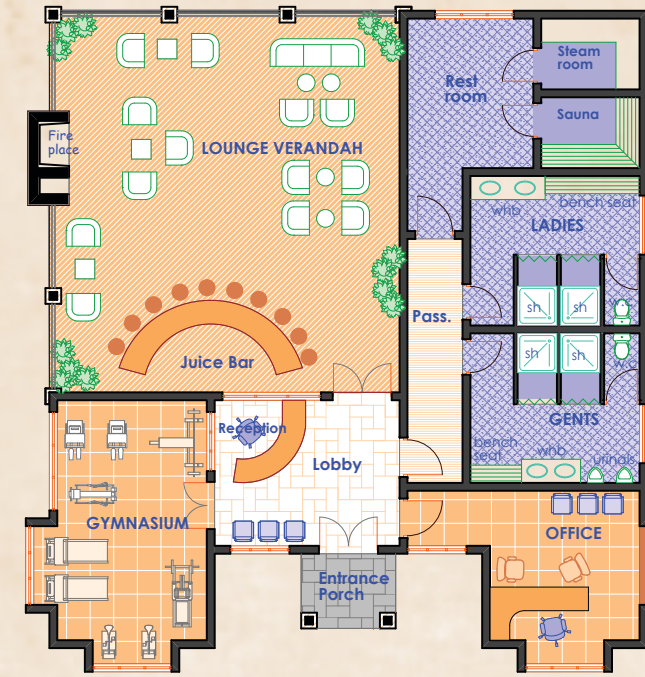 Steam
room
Rest
room
Sauna
Fire
place
LOUNGE VERANDAH
bench seat
whb
LADIES
w.c
sh
sh
Pass.
sh
sh
w.c
Juice Bar
GENTS
Reception
bench
seat
whb
urinals
Lobby
GYMNASIUM
OFFICE
Entrance
Porch